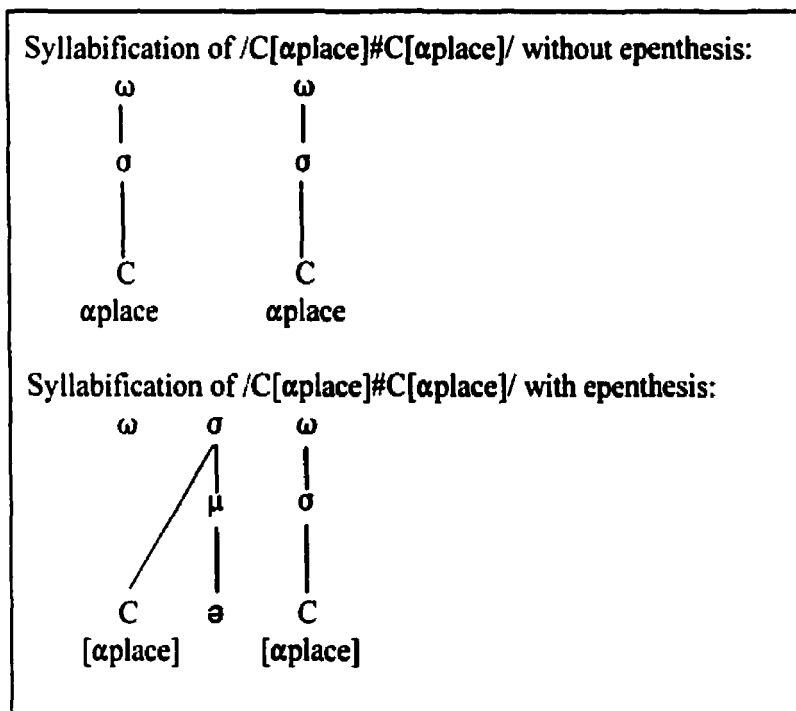 Syllabification of /C[αplace]#C[αplace]/ without epenthesis:
ω ω
σ σ
C C
αplace αplace
Syllabification of /C[αplace]#C[αplace]/ with epenthesis:
ω σ ω
μ σ
C ə C
[αplace] [αplace]